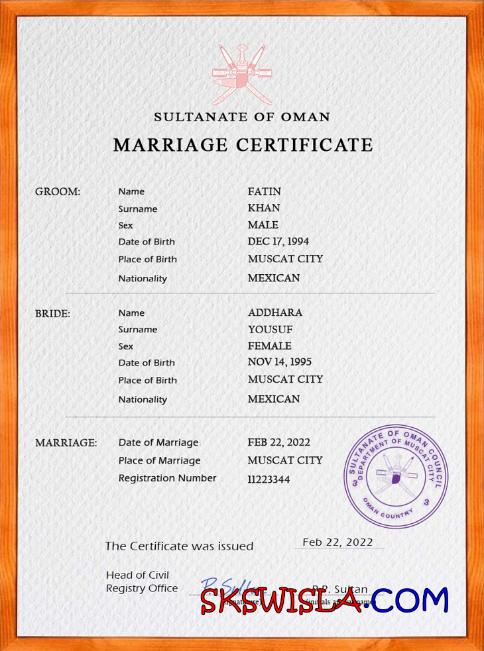 SULTANATE OF OMAN
MARRIAGE CERTIFICATE
GROOM:
Name FATIN
Surname KHAN
Sex MALE
Date of Birth DEC 17, 1994
Place of Birth MUSCAT CITY
Nationality MEXICAN
BRIDE:
Name ADDHARA
Surname YOUSUF
Sex FEMALE
Date of Birth NOV 14, 1995
Place of Birth MUSCAT CITY
Nationality MEXICAN
MARRIAGE:
Date of Marriage FEB 22, 2022
Place of Marriage MUSCAT CITY
Registration Number 11223344
SULTANATE OF OMAN COUNCIL
DEPARTMENT OF MUSCAT CITY
OMAN COUNTRY
The Certificate was issued Feb 22, 2022
Head of Civil
Registry Office
SKSWISLA.COM